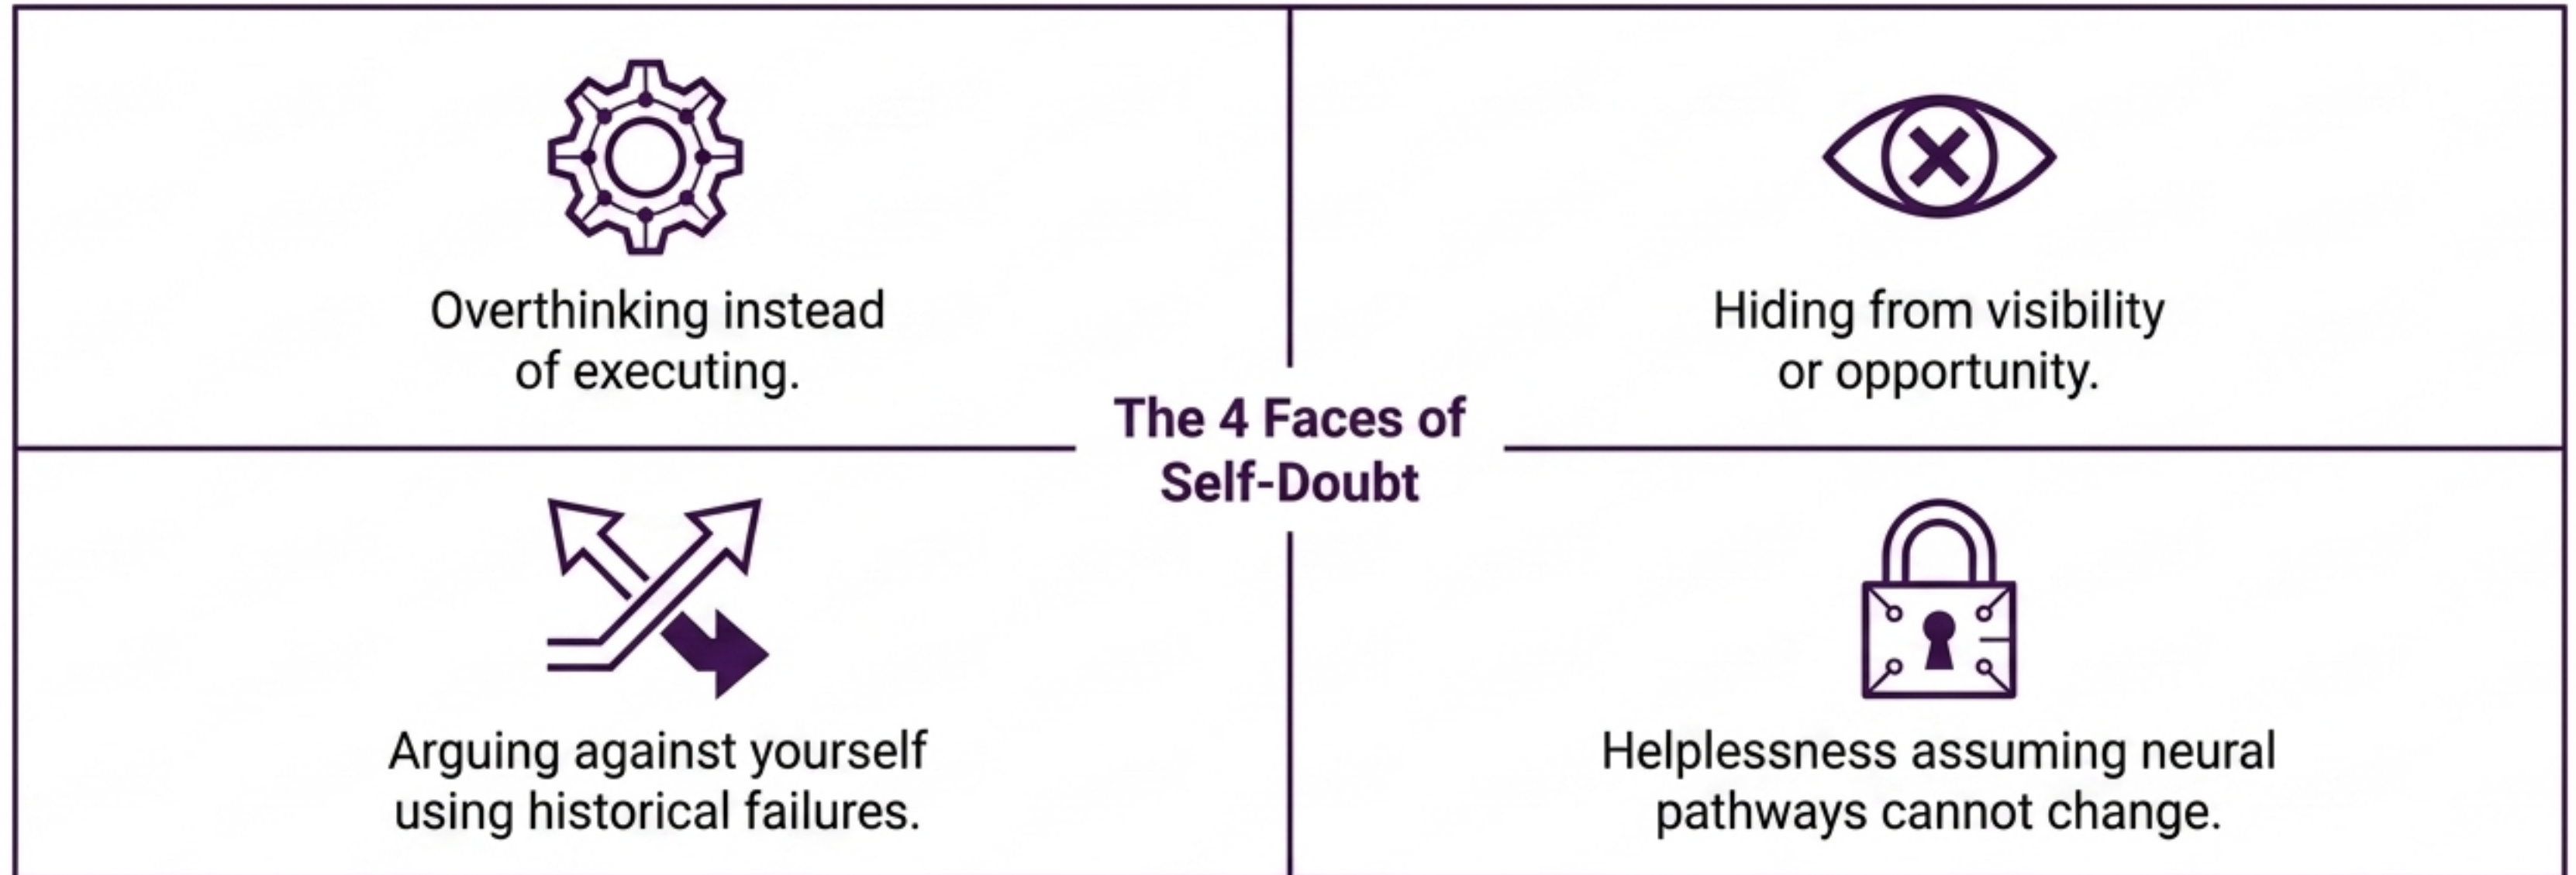 Overthinking instead
of executing.
Hiding from visibility
or opportunity.
The 4 Faces of
Self-Doubt
Arguing against yourself
using historical failures.
Helplessness assuming neural
pathways cannot change.